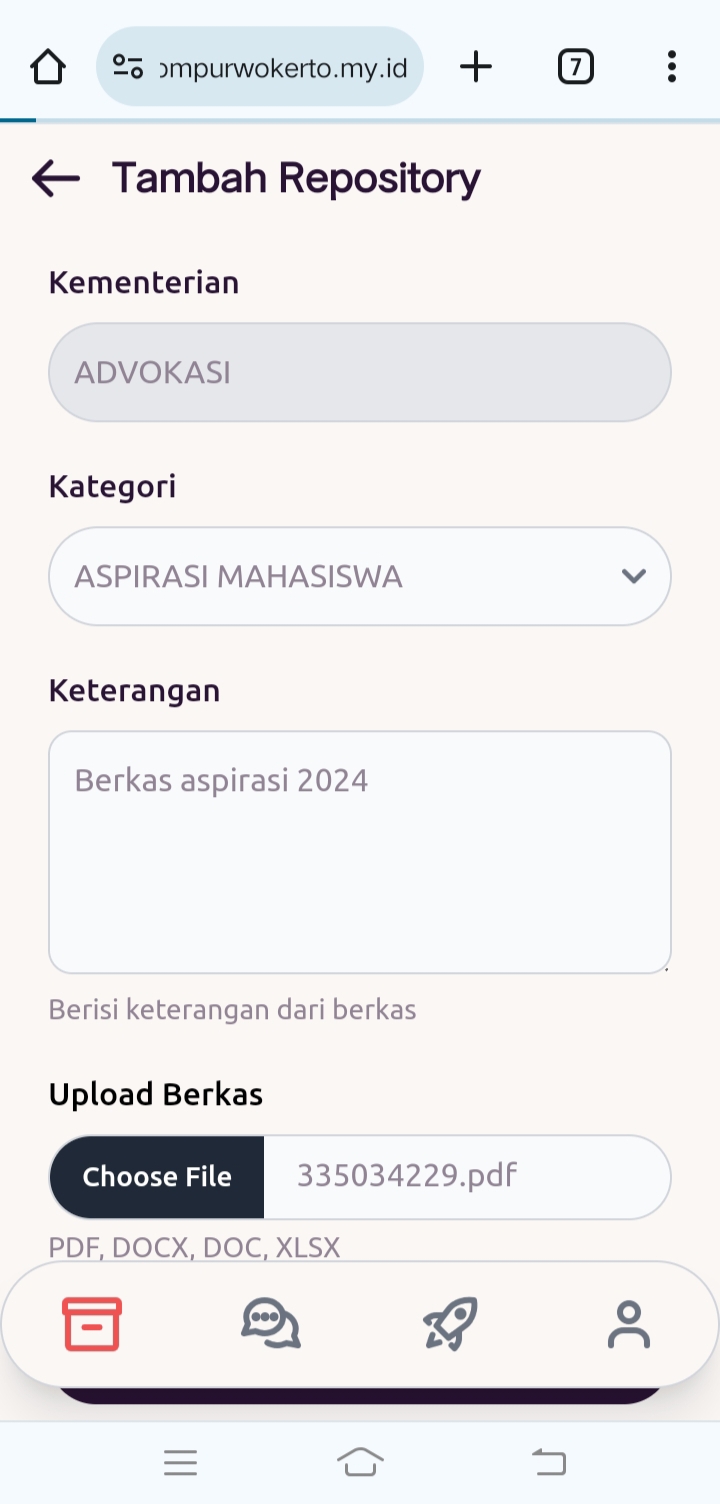 ompurwokerto.my.id
7
Tambah Repository
Kementerian
ADVOKASI
Kategori
ASPIRASI MAHASISWA
Keterangan
Berkas aspirasi 2024
Berisi keterangan dari berkas
Upload Berkas
Choose File 335034229.pdf
PDF, DOCX, DOC, XLSX